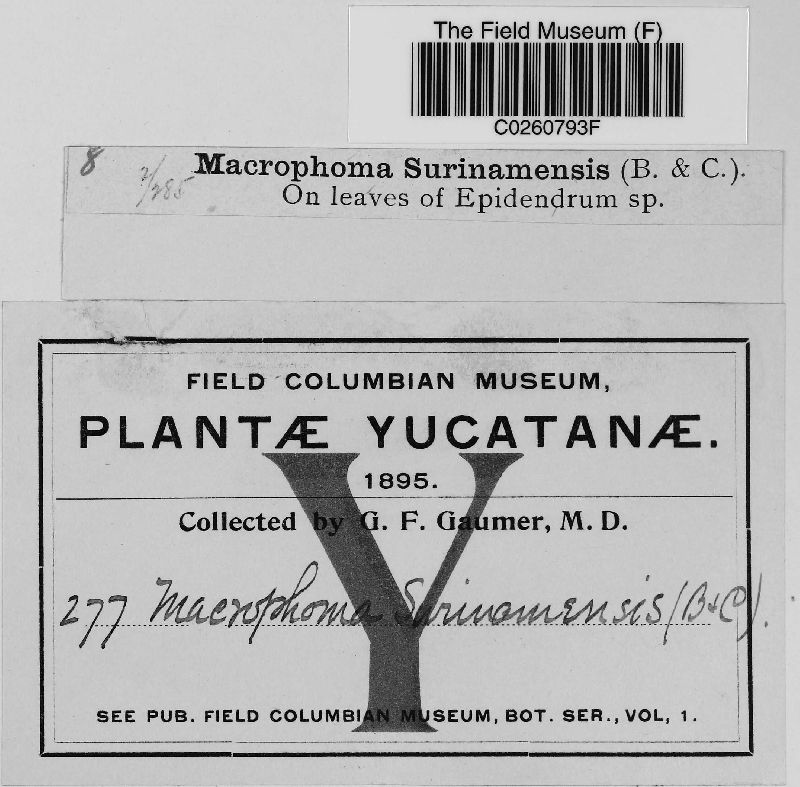 The Field Museum (F)
C0260793F
8
Macrophoma Surinamensis (B. & C.).
On leaves of Epidendrum sp.
FIELD COLUMBIAN MUSEUM,
PLANTÆ YUCATANÆ.
1895.
Collected by G. F. Gaumer, M. D.
Y
277 Macrophoma Surinamensis (B & C).
SEE PUB. FIELD COLUMBIAN MUSEUM, BOT. SER., VOL, 1.